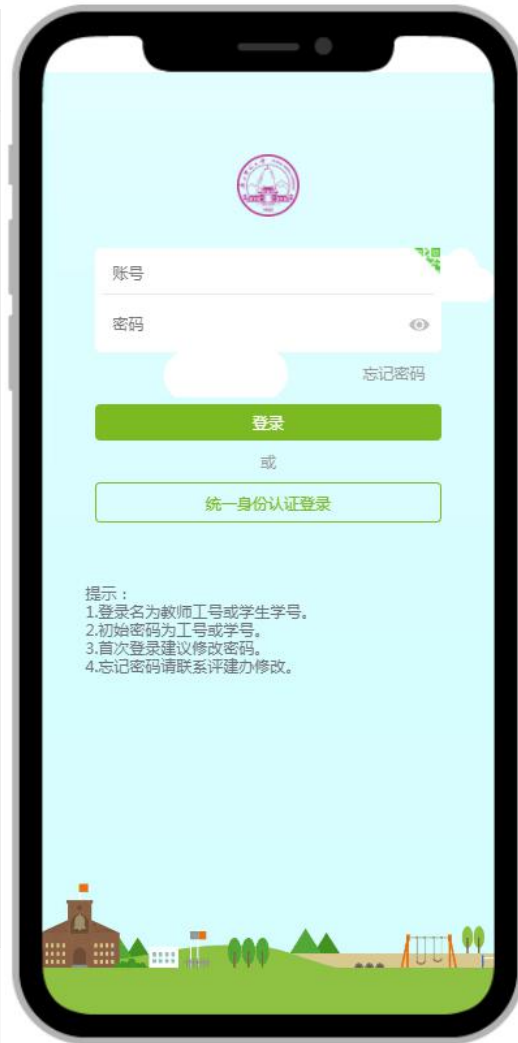 账号
密码
忘记密码
登录
或
统一身份认证登录
提示：
1.登录名为教师工号或学生学号。
2.初始密码为工号或学号。
3.首次登录建议修改密码。
4.忘记密码请联系评建办修改。